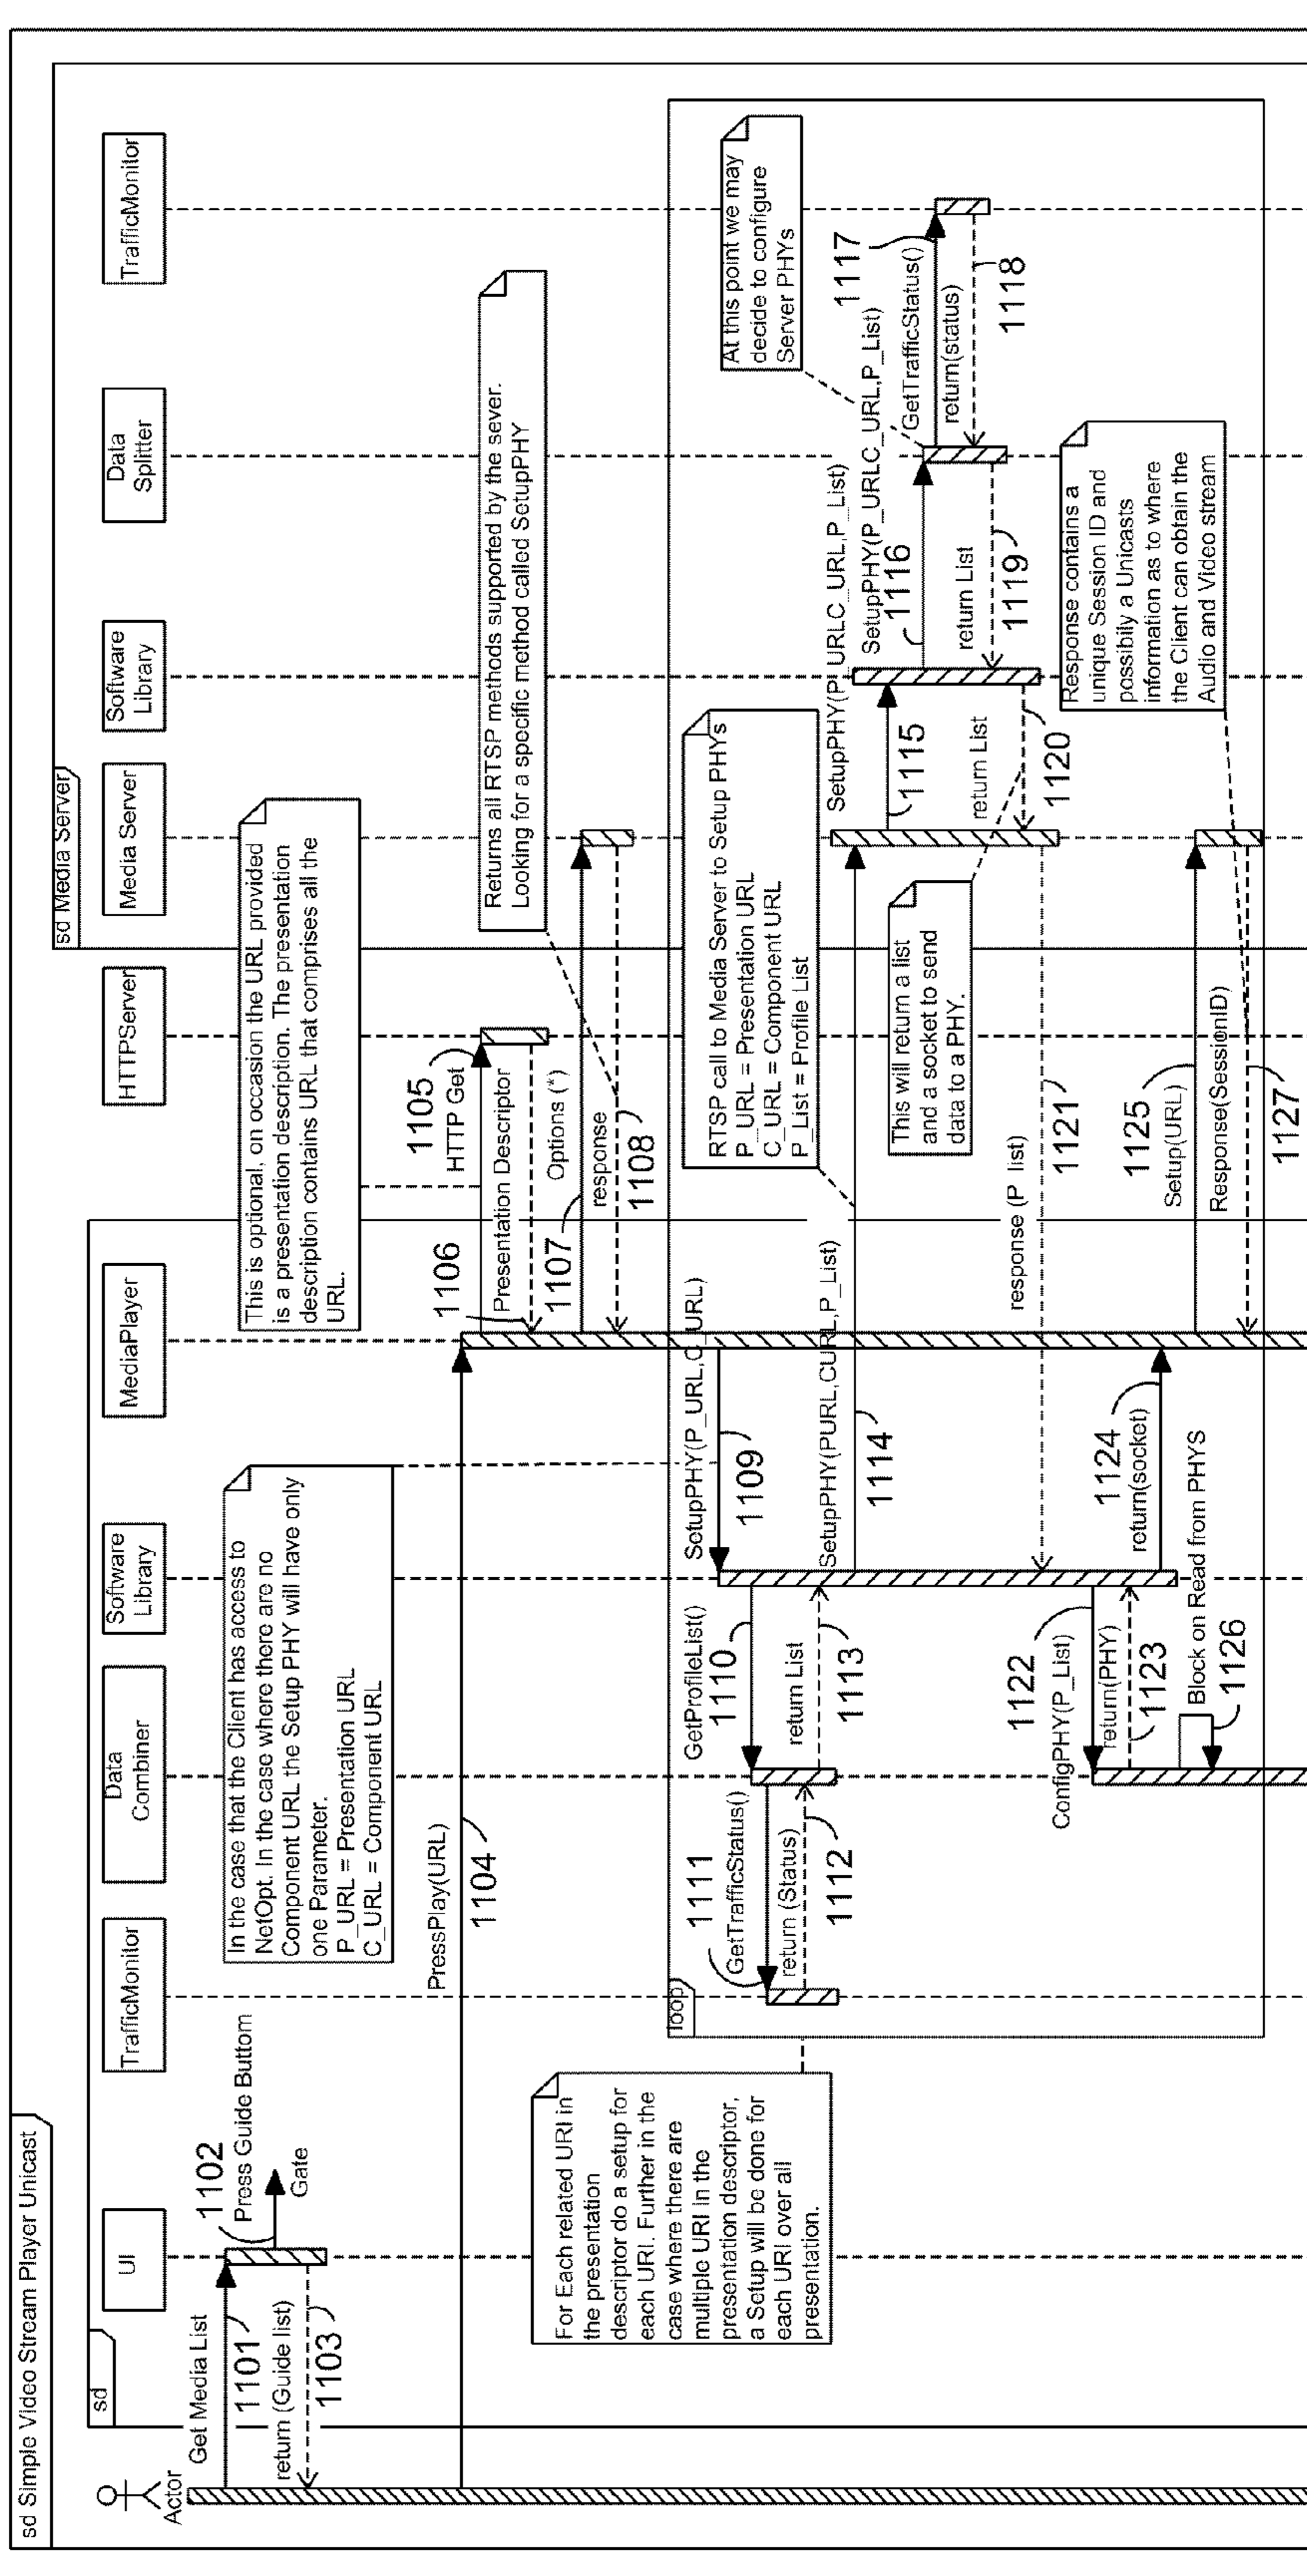 sd Simple Video Stream Player Unicast
sd
sd Media Server
Actor
UI
TrafficMonitor
Data
Combiner
Software
Library
MediaPlayer
HTTPServer
Media Server
Software
Library
Data
Splitter
TrafficMonitor
Get Media List
1101
1102
Press Guide Buttom
Gate
return (Guide list)
1103
In the case that the Client has access to
NetOpt. In the case where there are no
Component URL the Setup PHY will have only
one Parameter.
P_URL = Presentation URL
C_URL = Component URL
This is optional, on occasion the URL provided
is a presentation description. The presentation
description contains URL that comprises all the
URL.
PressPlay(URL)
1104
1105
HTTP Get
1106
Presentation Descriptor
1107
Options (*)
response
1108
Returns all RTSP methods supported by the sever.
Looking for a specific method called SetupPHY
For Each related URI in
the presentation
descriptor do a setup for
each URI. Further in the
case where there are
multiple URI in the
presentation descriptor,
a Setup will be done for
each URI over all
presentation.
loop
SetupPHY(P_URL,C_URL)
1109
GetProfileList()
1110
1111
GetTrafficStatus()
return (Status)
1112
return List
1113
SetupPHY(PURL,CURL,P_List)
1114
RTSP call to Media Server to Setup PHYs
P_URL = Presentation URL
C_URL = Component URL
P_List = Profile List
SetupPHY(P_URLC_URL,P_List)
1115
SetupPHY(P_URLC_URL,P_List)
1116
At this point we may
decide to configure
Server PHYs
1117
GetTrafficStatus()
return(status)
1118
return List
1119
return List
1120
This will return a list
and a socket to send
data to a PHY.
response (P_list)
1121
1122
ConfigPHY(P_List)
return(PHY)
1123
1124
return(socket)
1125
Setup(URL)
Block on Read from PHYS
1126
Response(SessionID)
1127
Response contains a
unique Session ID and
possibily a Unicasts
information as to where
the Client can obtain the
Audio and Video stream